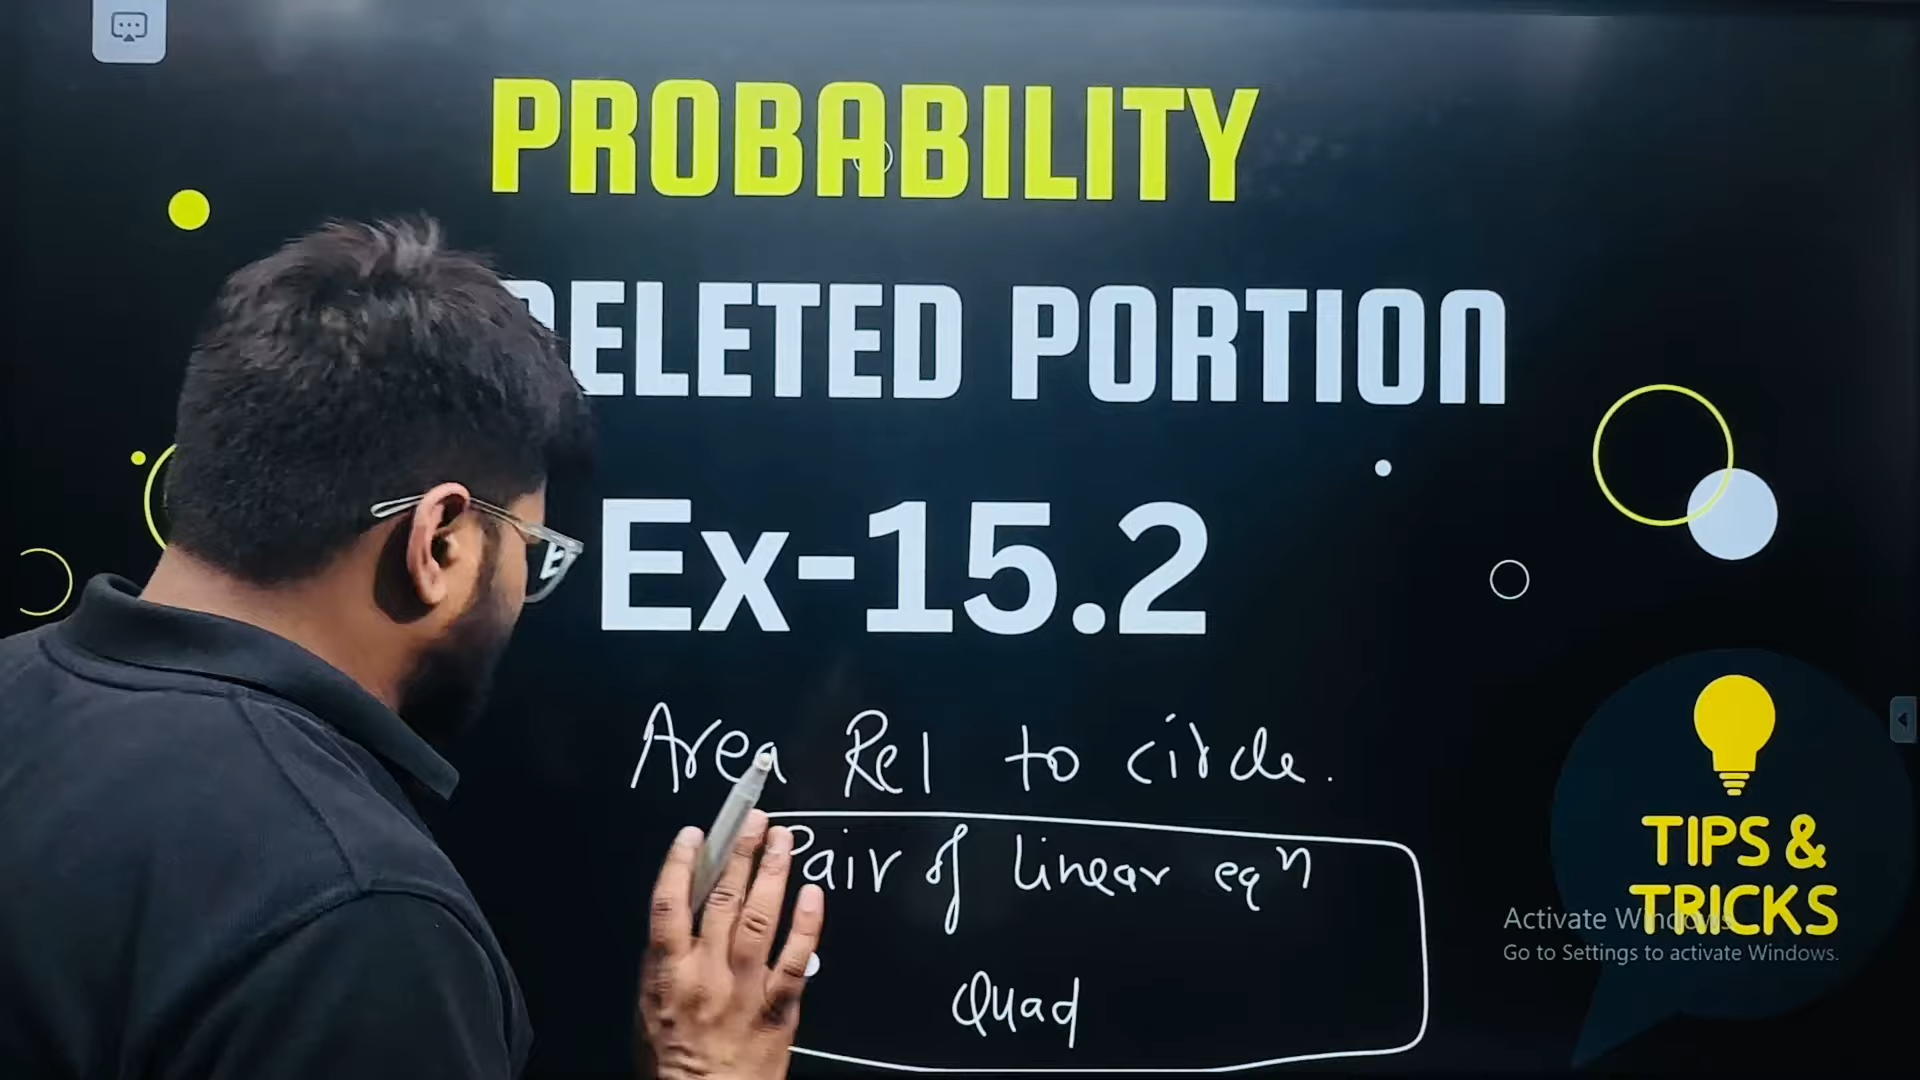 PROBABILITY
DELETED PORTION
Ex-15.2
Area Rel to circle.
Pair of linear eqn
Quad
TIPS &
TRICKS
Activate Windows
Go to Settings to activate Windows.